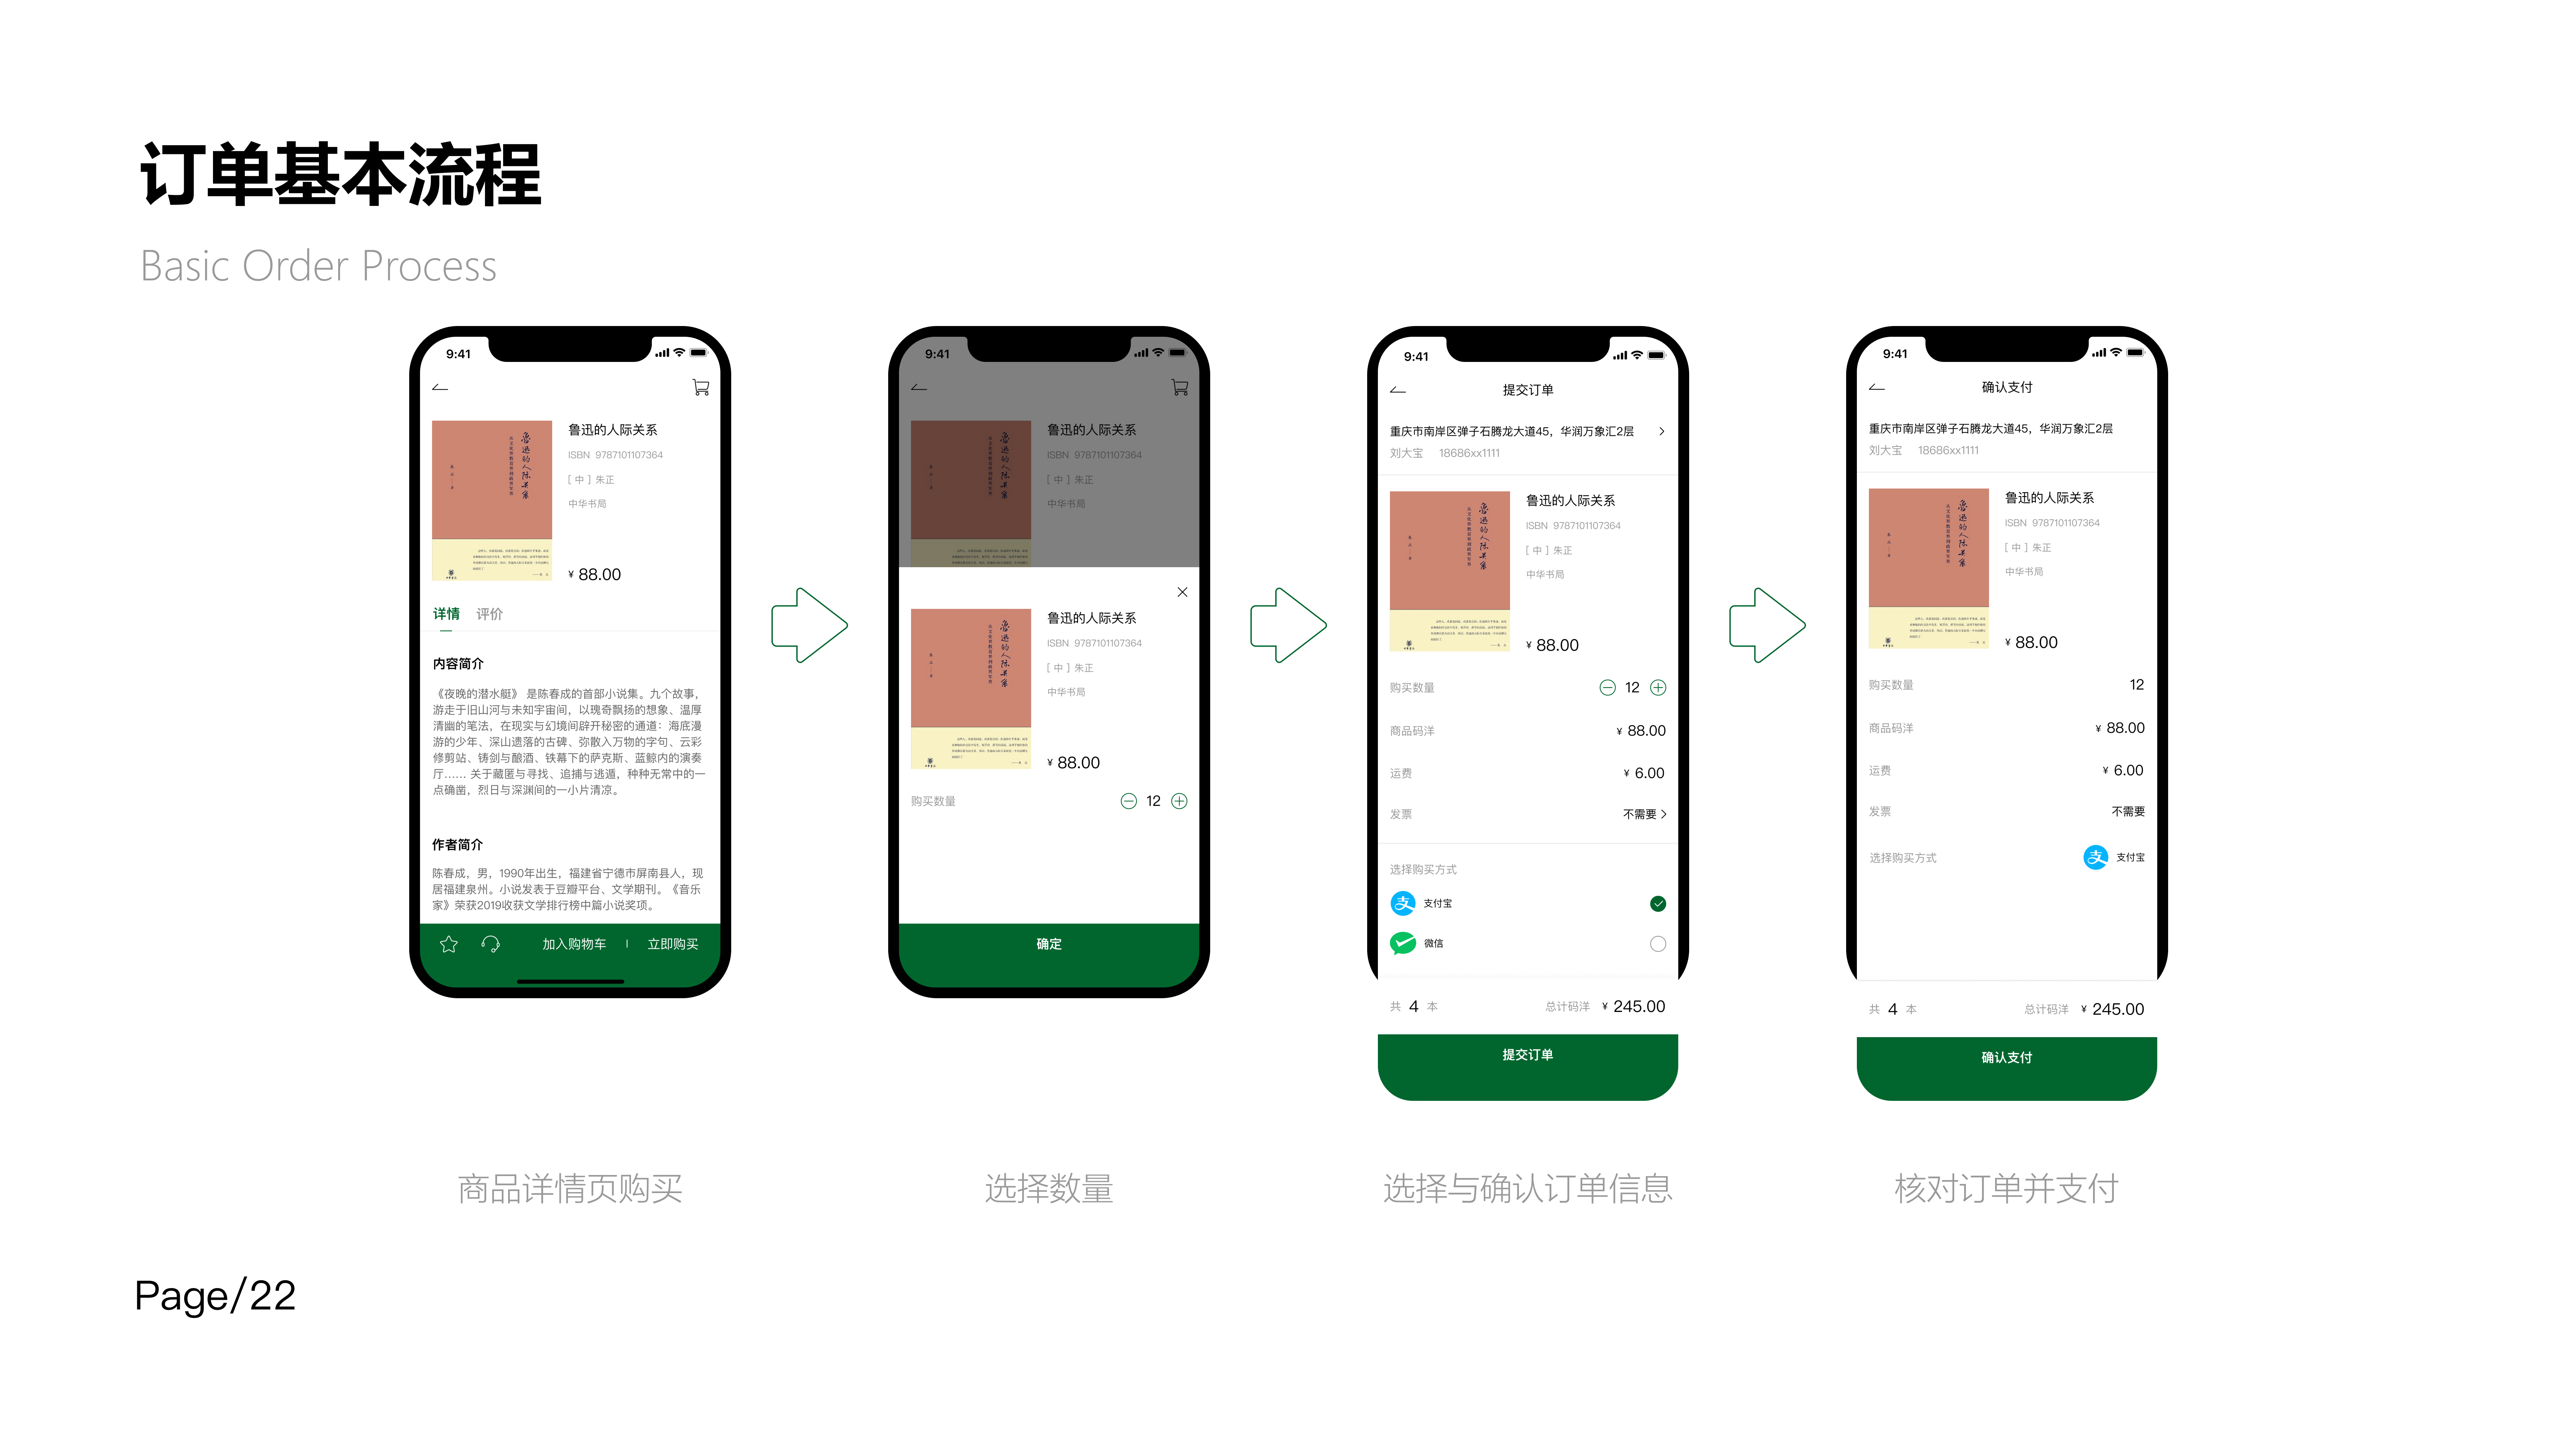 订单基本流程
Basic Order Process
9:41
鲁迅的人际关系
ISBN 9787101107364
[ 中 ] 朱正
中华书局
¥ 88.00
详情 评价
内容简介
《夜晚的潜水艇》 是陈春成的首部小说集。九个故事，
游走于旧山河与未知宇宙间，以瑰奇飘扬的想象、温厚
清幽的笔法，在现实与幻境间辟开秘密的通道：海底漫
游的少年、深山遗落的古碑、弥散入万物的字句、云彩
修剪站、铸剑与酿酒、铁幕下的萨克斯、蓝鲸内的演奏
厅…… 关于藏匿与寻找、追捕与逃遁，种种无常中的一
点确凿，烈日与深渊间的一小片清凉。
作者简介
陈春成，男，1990年出生，福建省宁德市屏南县人，现
居福建泉州。小说发表于豆瓣平台、文学期刊。《音乐
家》荣获2019收获文学排行榜中篇小说奖项。
加入购物车 | 立即购买
商品详情页购买
9:41
鲁迅的人际关系
ISBN 9787101107364
[ 中 ] 朱正
中华书局
鲁迅的人际关系
ISBN 9787101107364
[ 中 ] 朱正
中华书局
¥ 88.00
购买数量 12
确定
选择数量
9:41
提交订单
重庆市南岸区弹子石腾龙大道45，华润万象汇2层
刘大宝 18686xx1111
鲁迅的人际关系
ISBN 9787101107364
[ 中 ] 朱正
中华书局
¥ 88.00
购买数量 12
商品码洋 ¥ 88.00
运费 ¥ 6.00
发票 不需要
选择购买方式
支 支付宝
微信
共 4 本 总计码洋 ¥ 245.00
提交订单
选择与确认订单信息
9:41
确认支付
重庆市南岸区弹子石腾龙大道45，华润万象汇2层
刘大宝 18686xx1111
鲁迅的人际关系
ISBN 9787101107364
[ 中 ] 朱正
中华书局
¥ 88.00
购买数量 12
商品码洋 ¥ 88.00
运费 ¥ 6.00
发票 不需要
选择购买方式 支 支付宝
共 4 本 总计码洋 ¥ 245.00
确认支付
核对订单并支付
Page/22